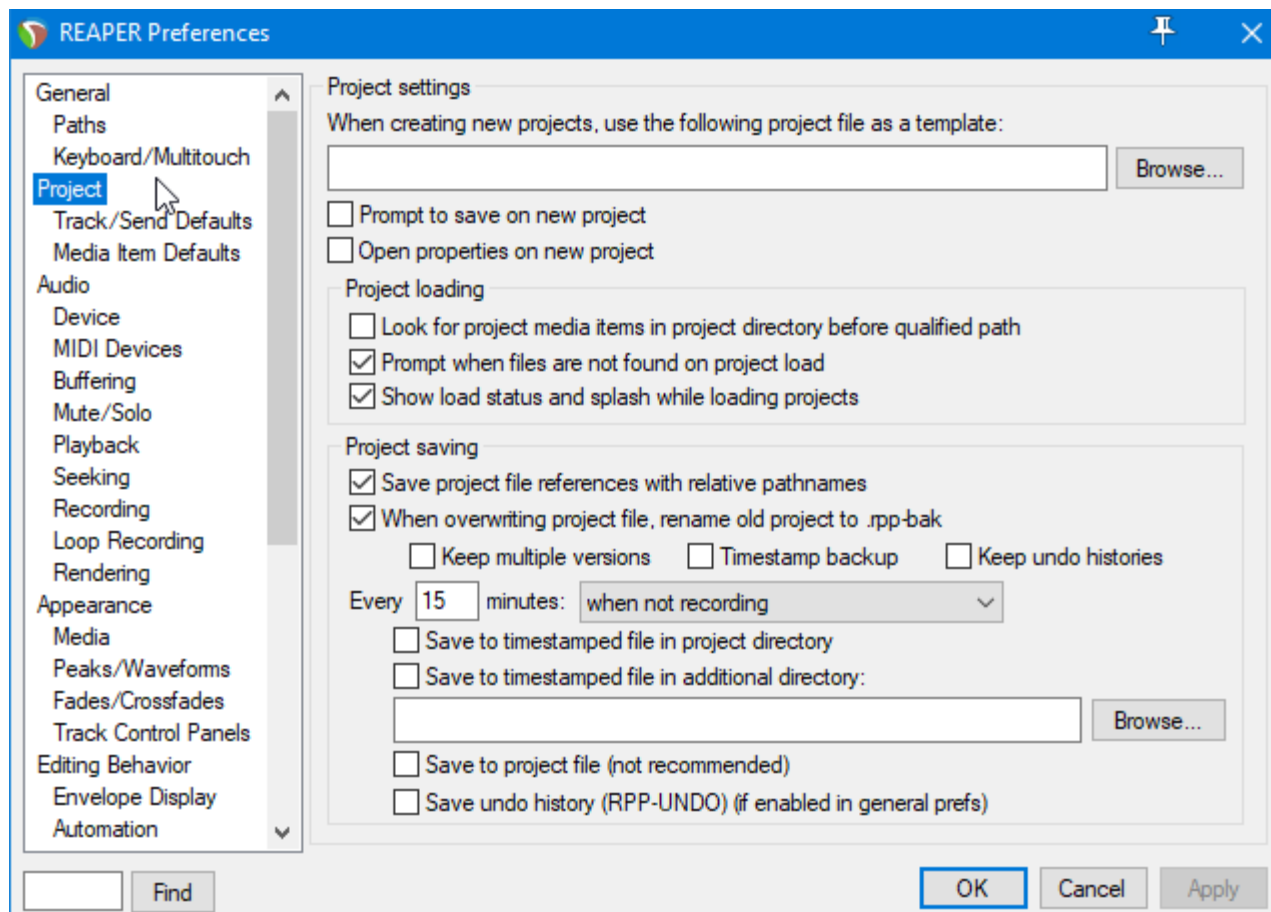 REAPER Preferences
General
Paths
Keyboard/Multitouch
Project
Track/Send Defaults
Media Item Defaults
Audio
Device
MIDI Devices
Buffering
Mute/Solo
Playback
Seeking
Recording
Loop Recording
Rendering
Appearance
Media
Peaks/Waveforms
Fades/Crossfades
Track Control Panels
Editing Behavior
Envelope Display
Automation
Find
Project settings
When creating new projects, use the following project file as a template:
Browse...
Prompt to save on new project
Open properties on new project
Project loading
Look for project media items in project directory before qualified path
Prompt when files are not found on project load
Show load status and splash while loading projects
Project saving
Save project file references with relative pathnames
When overwriting project file, rename old project to .rpp-bak
Keep multiple versions Timestamp backup Keep undo histories
Every 15 minutes: when not recording
Save to timestamped file in project directory
Save to timestamped file in additional directory:
Browse...
Save to project file (not recommended)
Save undo history (RPP-UNDO) (if enabled in general prefs)
OK Cancel Apply